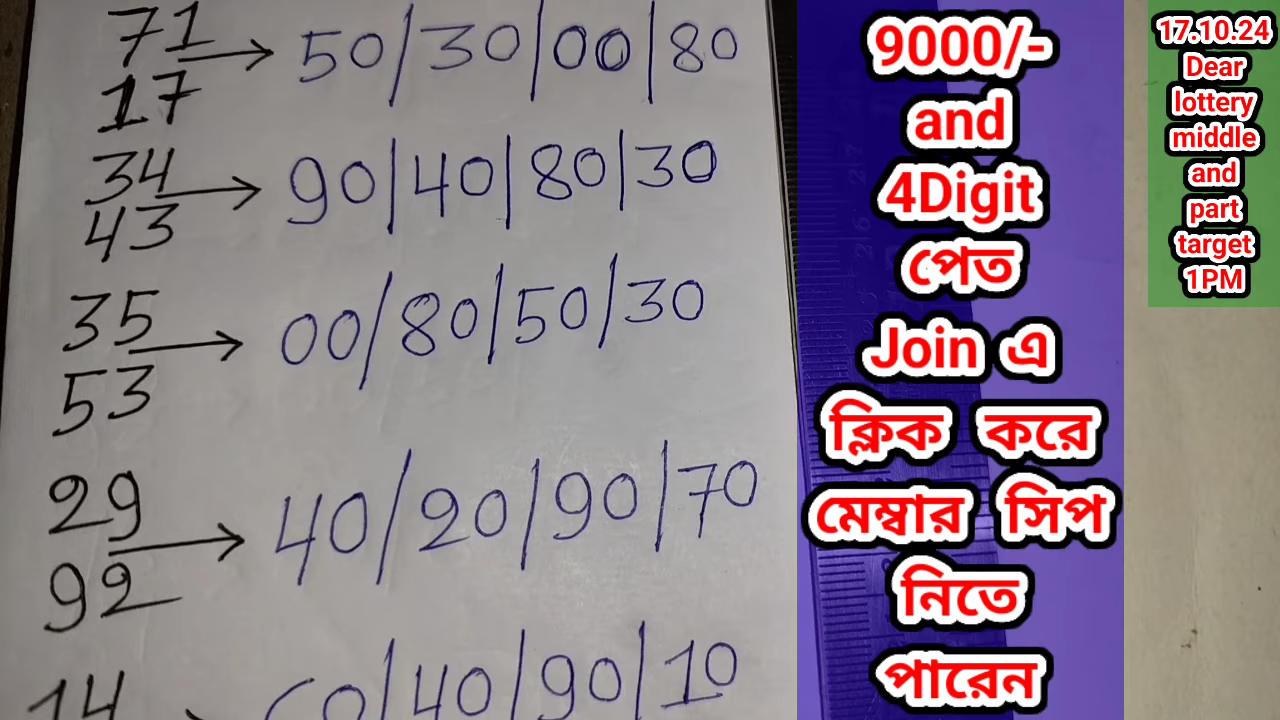 71 → 50/30/00/80
17
34 → 90/40/80/30
43
35 → 00/80/50/30
53
29 → 40/20/90/70
92
14 60/40/90/10
9000/-
and
4Digit
পেত
Join এ
ক্লিক করে
মেম্বার সিপ
নিতে
পারেন
17.10.24
Dear
lottery
middle
and
part
target
1PM